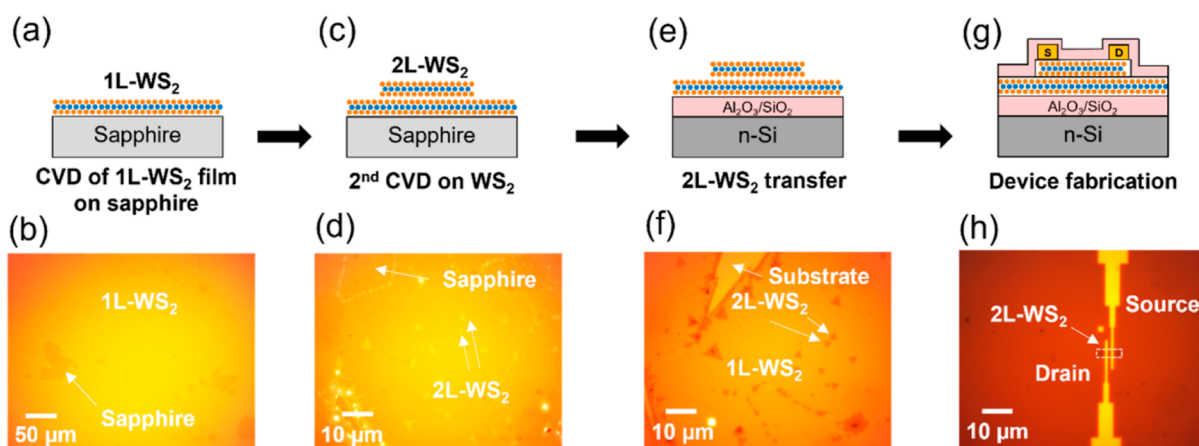 (a)
1L-WS₂
Sapphire
CVD of 1L-WS₂ film
on sapphire
(c)
2L-WS₂
Sapphire
2ⁿᵈ CVD on WS₂
(e)
Al₂O₃/SiO₂
n-Si
2L-WS₂ transfer
(g)
S
D
Al₂O₃/SiO₂
n-Si
Device fabrication
(b)
1L-WS₂
Sapphire
50 µm
(d)
Sapphire
2L-WS₂
10 µm
(f)
Substrate
2L-WS₂
1L-WS₂
10 µm
(h)
Source
2L-WS₂
Drain
10 µm